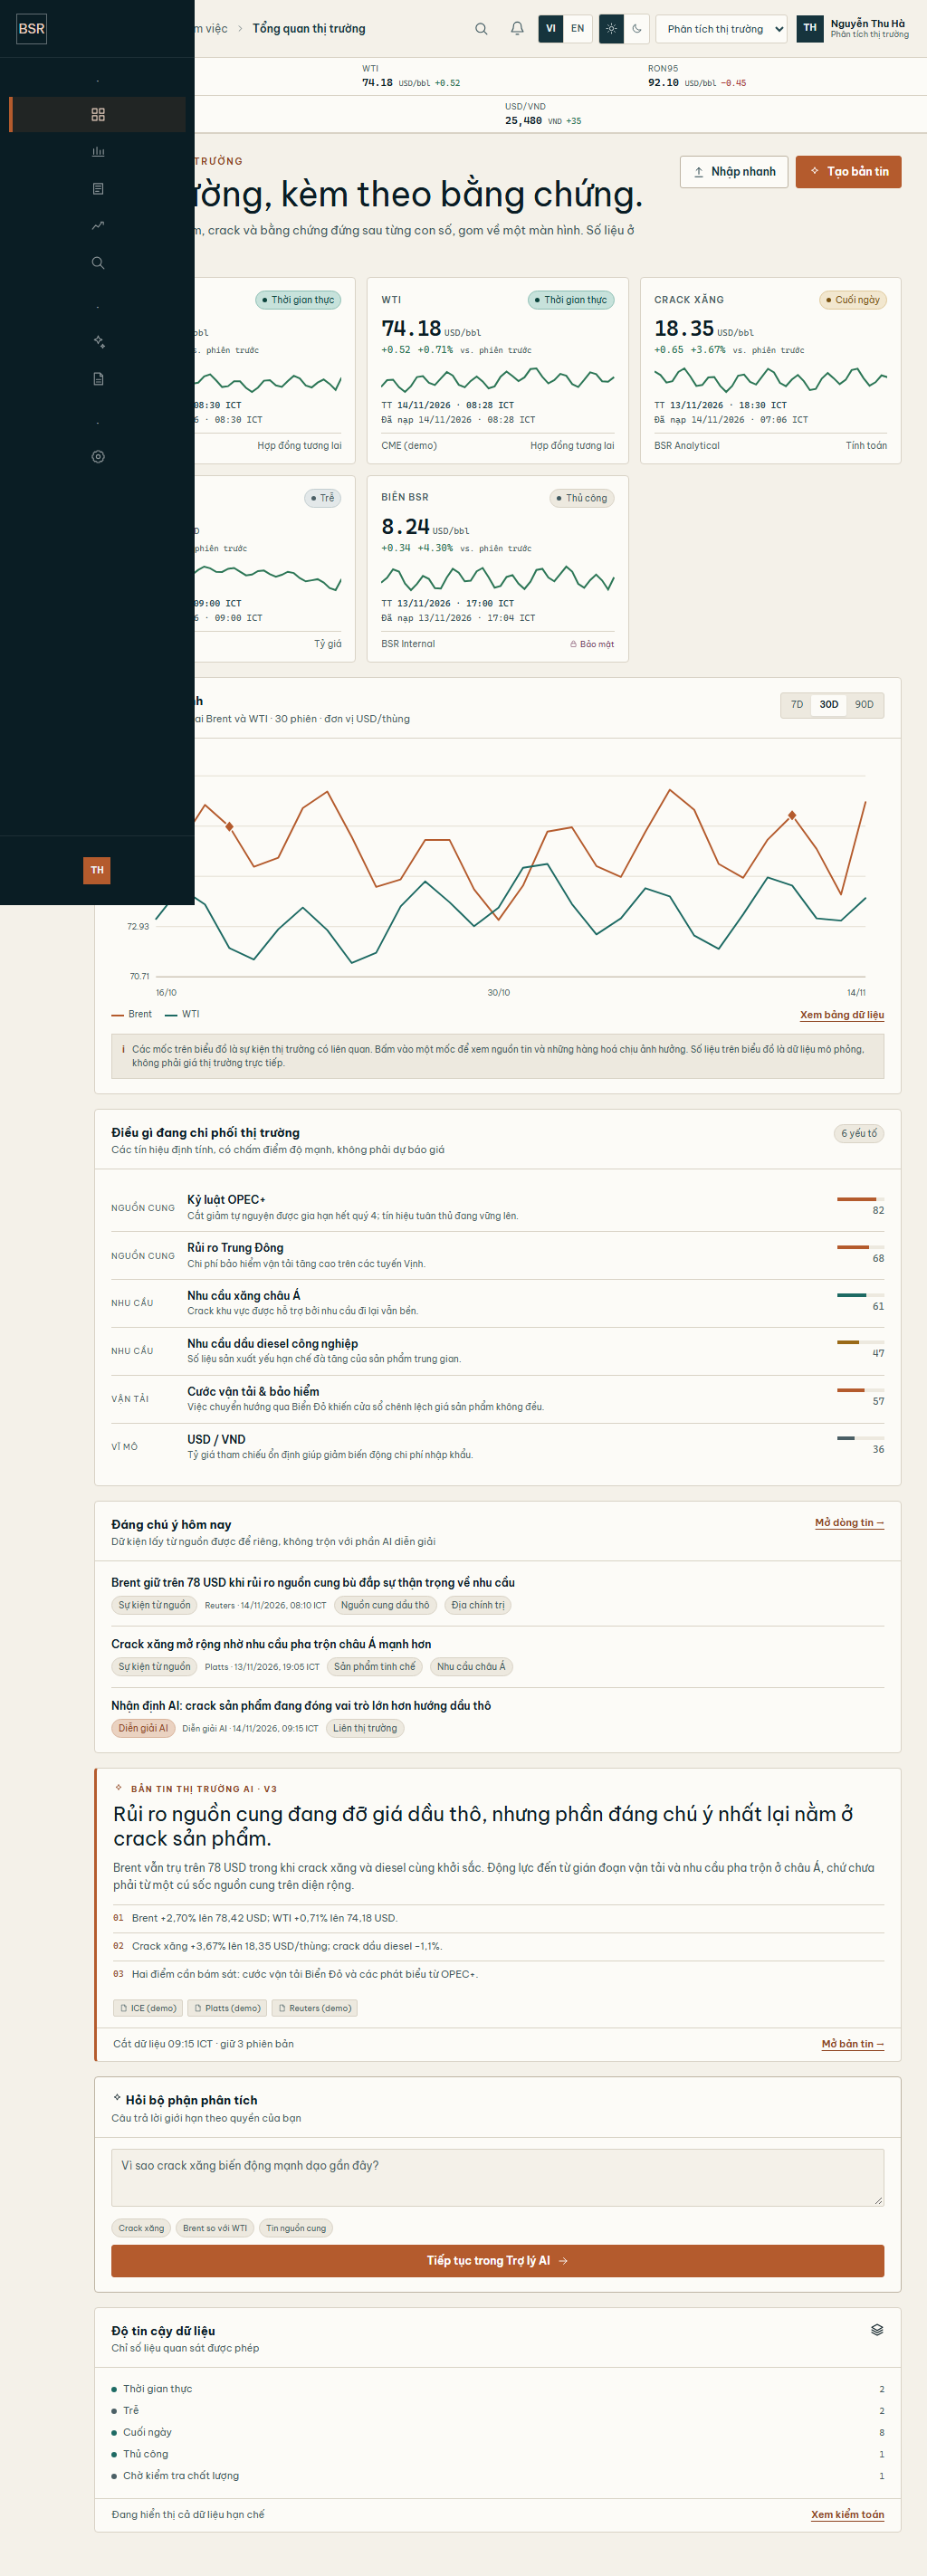 BSR
m việc › Tổng quan thị trường
VI EN
Phân tích thị trường
TH
Nguyễn Thu Hà
Phân tích thị trường
WTI
74.18 USD/bbl +0.52
RON95
92.10 USD/bbl −0.45
USD/VND
25,480 VND +35
TRƯỜNG
ường, kèm theo bằng chứng.
m, crack và bằng chứng đứng sau từng con số, gom về một màn hình. Số liệu ở
Nhập nhanh
Tạo bản tin
Thời gian thực
bbl
s. phiên trước
08:30 ICT
6 · 08:30 ICT
Hợp đồng tương lai
WTI
Thời gian thực
74.18 USD/bbl
+0.52 +0.71% vs. phiên trước
TT 14/11/2026 · 08:28 ICT
Đã nạp 14/11/2026 · 08:28 ICT
CME (demo)
Hợp đồng tương lai
CRACK XĂNG
Cuối ngày
18.35 USD/bbl
+0.65 +3.67% vs. phiên trước
TT 13/11/2026 · 18:30 ICT
Đã nạp 14/11/2026 · 07:06 ICT
BSR Analytical
Tính toán
Trễ
D
phiên trước
09:00 ICT
6 · 09:00 ICT
Tỷ giá
BIÊN BSR
Thủ công
8.24 USD/bbl
+0.34 +4.30% vs. phiên trước
TT 13/11/2026 · 17:00 ICT
Đã nạp 13/11/2026 · 17:04 ICT
BSR Internal
Bảo mật
nh
ai Brent và WTI · 30 phiên · đơn vị USD/thùng
7D 30D 90D
TH
72.93
70.71
16/10 30/10 14/11
Brent WTI
Xem bảng dữ liệu
i Các mốc trên biểu đồ là sự kiện thị trường có liên quan. Bấm vào một mốc để xem nguồn tin và những hàng hoá chịu ảnh hưởng. Số liệu trên biểu đồ là dữ liệu mô phỏng,
không phải giá thị trường trực tiếp.
Điều gì đang chi phối thị trường
Các tín hiệu định tính, có chấm điểm độ mạnh, không phải dự báo giá
6 yếu tố
NGUỒN CUNG
Kỷ luật OPEC+
Cắt giảm tự nguyện được gia hạn hết quý 4; tín hiệu tuân thủ đang vững lên.
82
NGUỒN CUNG
Rủi ro Trung Đông
Chi phí bảo hiểm vận tải tăng cao trên các tuyến Vịnh.
68
NHU CẦU
Nhu cầu xăng châu Á
Crack khu vực được hỗ trợ bởi nhu cầu đi lại vẫn bền.
61
NHU CẦU
Nhu cầu dầu diesel công nghiệp
Số liệu sản xuất yếu hạn chế đà tăng của sản phẩm trung gian.
47
VẬN TẢI
Cước vận tải & bảo hiểm
Việc chuyển hướng qua Biển Đỏ khiến cửa sổ chênh lệch giá sản phẩm không đều.
57
VĨ MÔ
USD / VND
Tỷ giá tham chiếu ổn định giúp giảm biến động chi phí nhập khẩu.
36
Đáng chú ý hôm nay
Dữ kiện lấy từ nguồn được để riêng, không trộn với phần AI diễn giải
Mở dòng tin →
Brent giữ trên 78 USD khi rủi ro nguồn cung bù đắp sự thận trọng về nhu cầu
Sự kiện từ nguồn Reuters · 14/11/2026, 08:10 ICT Nguồn cung dầu thô Địa chính trị
Crack xăng mở rộng nhờ nhu cầu pha trộn châu Á mạnh hơn
Sự kiện từ nguồn Platts · 13/11/2026, 19:05 ICT Sản phẩm tinh chế Nhu cầu châu Á
Nhận định AI: crack sản phẩm đang đóng vai trò lớn hơn hướng dầu thô
Diễn giải AI Diễn giải AI · 14/11/2026, 09:15 ICT Liên thị trường
BẢN TIN THỊ TRƯỜNG AI · V3
Rủi ro nguồn cung đang đỡ giá dầu thô, nhưng phần đáng chú ý nhất lại nằm ở
crack sản phẩm.
Brent vẫn trụ trên 78 USD trong khi crack xăng và diesel cùng khởi sắc. Động lực đến từ gián đoạn vận tải và nhu cầu pha trộn ở châu Á, chứ chưa
phải từ một cú sốc nguồn cung trên diện rộng.
01 Brent +2,70% lên 78,42 USD; WTI +0,71% lên 74,18 USD.
02 Crack xăng +3,67% lên 18,35 USD/thùng; crack dầu diesel −1,1%.
03 Hai điểm cần bám sát: cước vận tải Biển Đỏ và các phát biểu từ OPEC+.
ICE (demo) Platts (demo) Reuters (demo)
Cắt dữ liệu 09:15 ICT · giữ 3 phiên bản
Mở bản tin →
Hỏi bộ phận phân tích
Câu trả lời giới hạn theo quyền của bạn
Vì sao crack xăng biến động mạnh dạo gần đây?
Crack xăng Brent so với WTI Tin nguồn cung
Tiếp tục trong Trợ lý AI →
Độ tin cậy dữ liệu
Chỉ số liệu quan sát được phép
Thời gian thực 2
Trễ 2
Cuối ngày 8
Thủ công 1
Chờ kiểm tra chất lượng 1
Đang hiển thị cả dữ liệu hạn chế
Xem kiểm toán